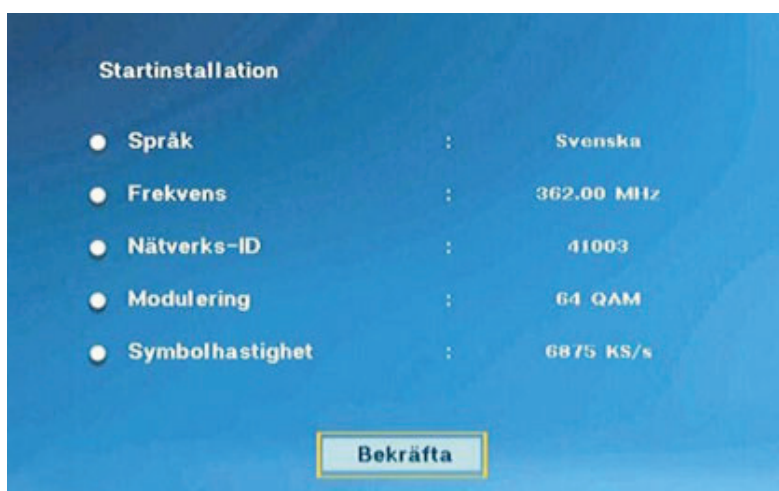 Startinstallation
Språk : Svenska
Frekvens : 362.00 MHz
Nätverks-ID : 41003
Modulering : 64 QAM
Symbolhastighet : 6875 KS/s
Bekräfta